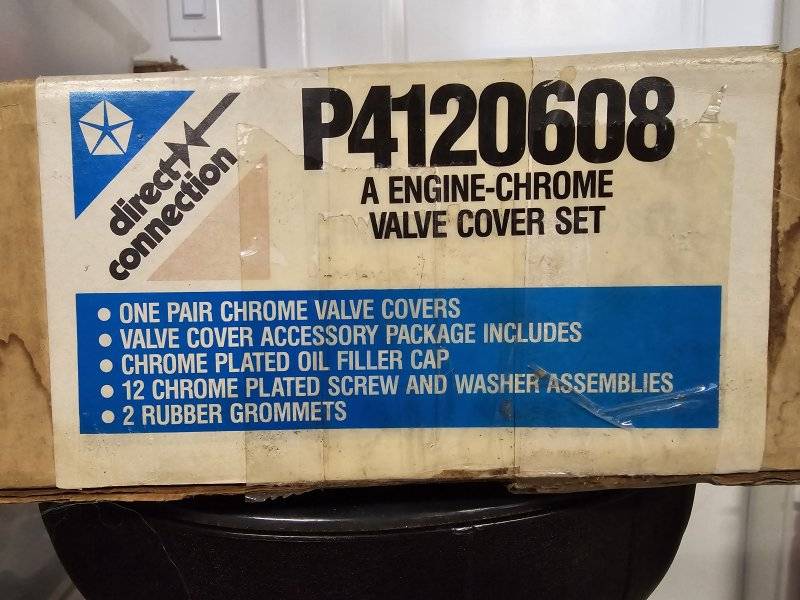 direct
connection
P4120608
A ENGINE-CHROME
VALVE COVER SET
• ONE PAIR CHROME VALVE COVERS
• VALVE COVER ACCESSORY PACKAGE INCLUDES
• CHROME PLATED OIL FILLER CAP
• 12 CHROME PLATED SCREW AND WASHER ASSEMBLIES
• 2 RUBBER GROMMETS